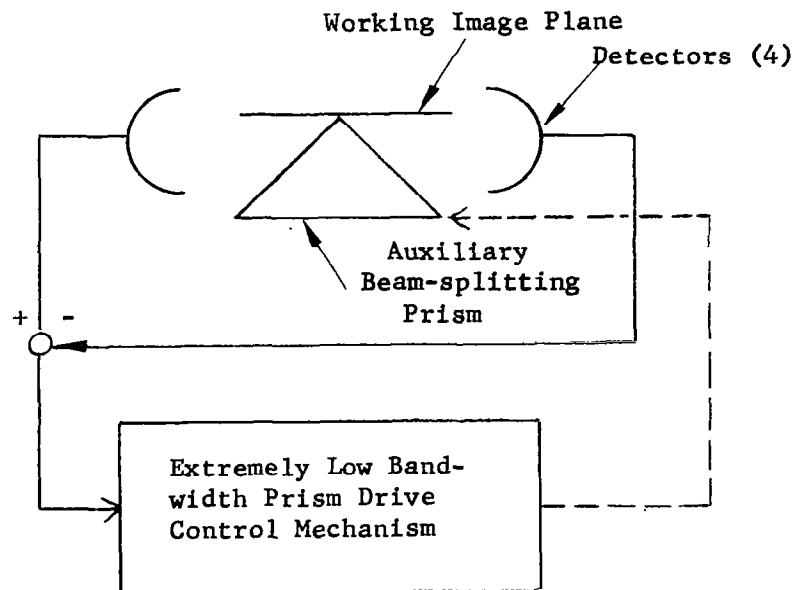 Working Image Plane
Detectors (4)
Auxiliary
Beam-splitting
Prism
+ -
Extremely Low Band-
width Prism Drive
Control Mechanism